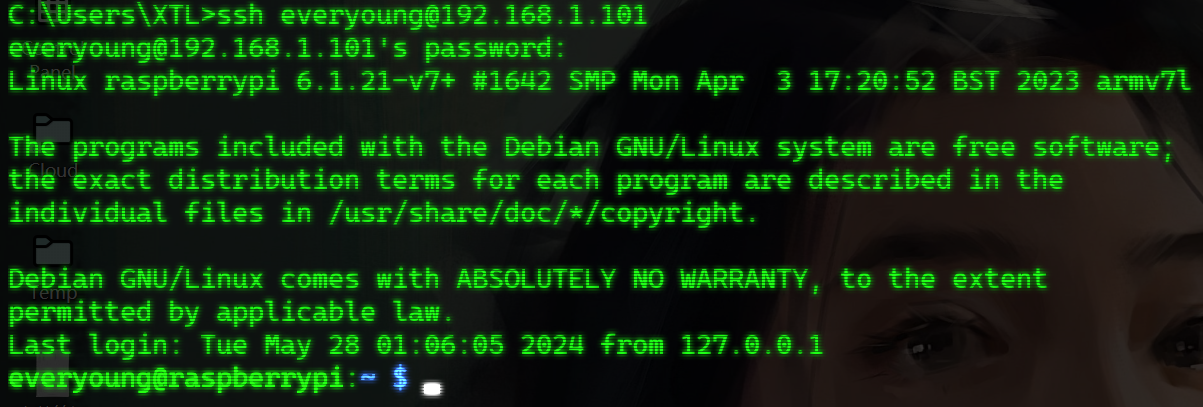 C:\Users\XTL>ssh everyoung@192.168.1.101
everyoung@192.168.1.101's password:
Panel
Linux raspberrypi 6.1.21-v7+ #1642 SMP Mon Apr  3 17:20:52 BST 2023 armv7l
The programs included with the Debian GNU/Linux system are free software;
Cloud
the exact distribution terms for each program are described in the
individual files in /usr/share/doc/*/copyright.
Debian GNU/Linux comes with ABSOLUTELY NO WARRANTY, to the extent
Temp
permitted by applicable law.
Last login: Tue May 28 01:06:05 2024 from 127.0.0.1
everyoung@raspberrypi:~ $